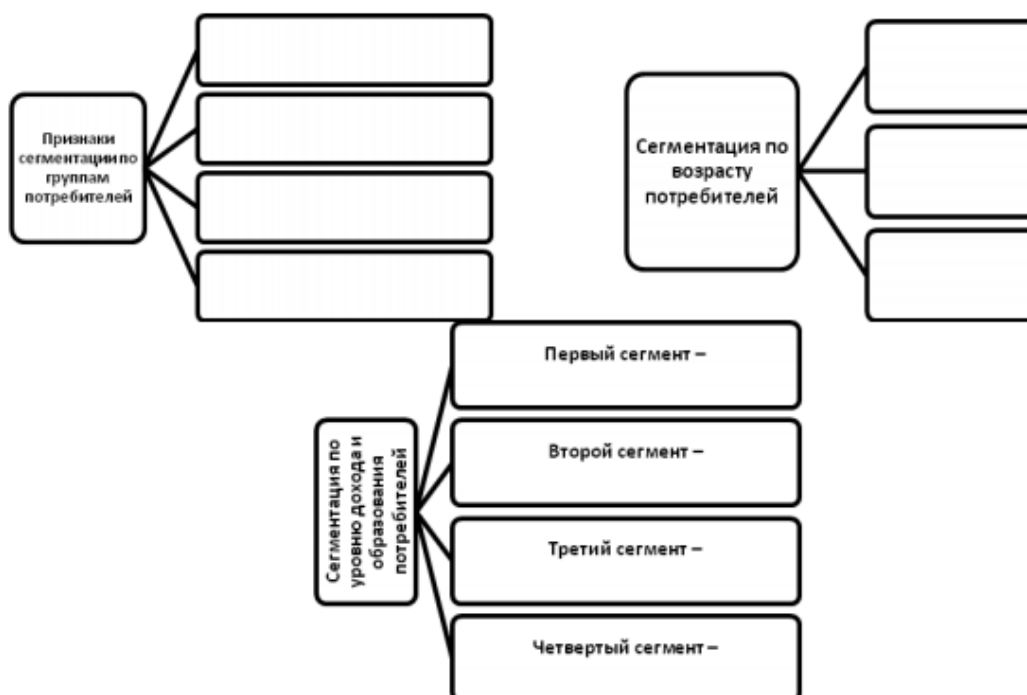 Признаки
сегментации по
группам
потребителей
Сегментация по
возрасту
потребителей
Сегментация по
уровню дохода и
образования
потребителей
Первый сегмент –
Второй сегмент –
Третий сегмент –
Четвертый сегмент –